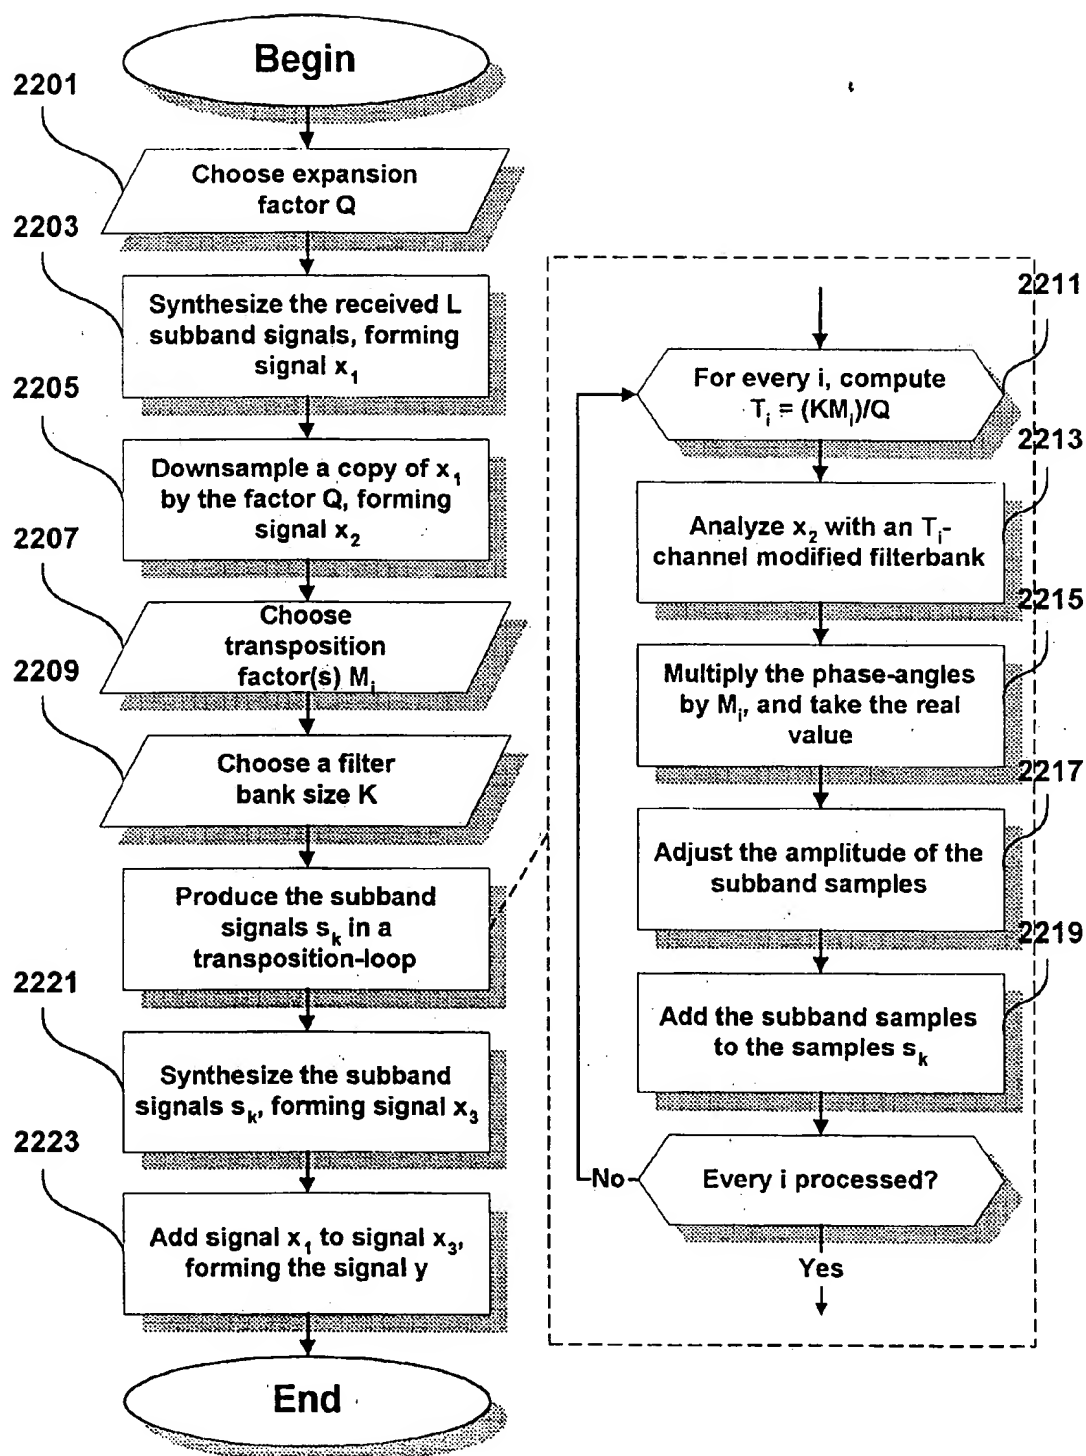 Begin
2201
Choose expansion
factor Q
2203
Synthesize the received L
subband signals, forming
signal x₁
2205
Downsample a copy of x₁
by the factor Q, forming
signal x₂
2207
Choose
transposition
factor(s) Mᵢ
2209
Choose a filter
bank size K
Produce the subband
signals sₖ in a
transposition-loop
2221
Synthesize the subband
signals sₖ, forming signal x₃
2223
Add signal x₁ to signal x₃,
forming the signal y
End
2211
For every i, compute
Tᵢ = (KMᵢ)/Q
2213
Analyze x₂ with an Tᵢ-
channel modified filterbank
2215
Multiply the phase-angles
by Mᵢ, and take the real
value
2217
Adjust the amplitude of the
subband samples
2219
Add the subband samples
to the samples sₖ
Every i processed?
No
Yes